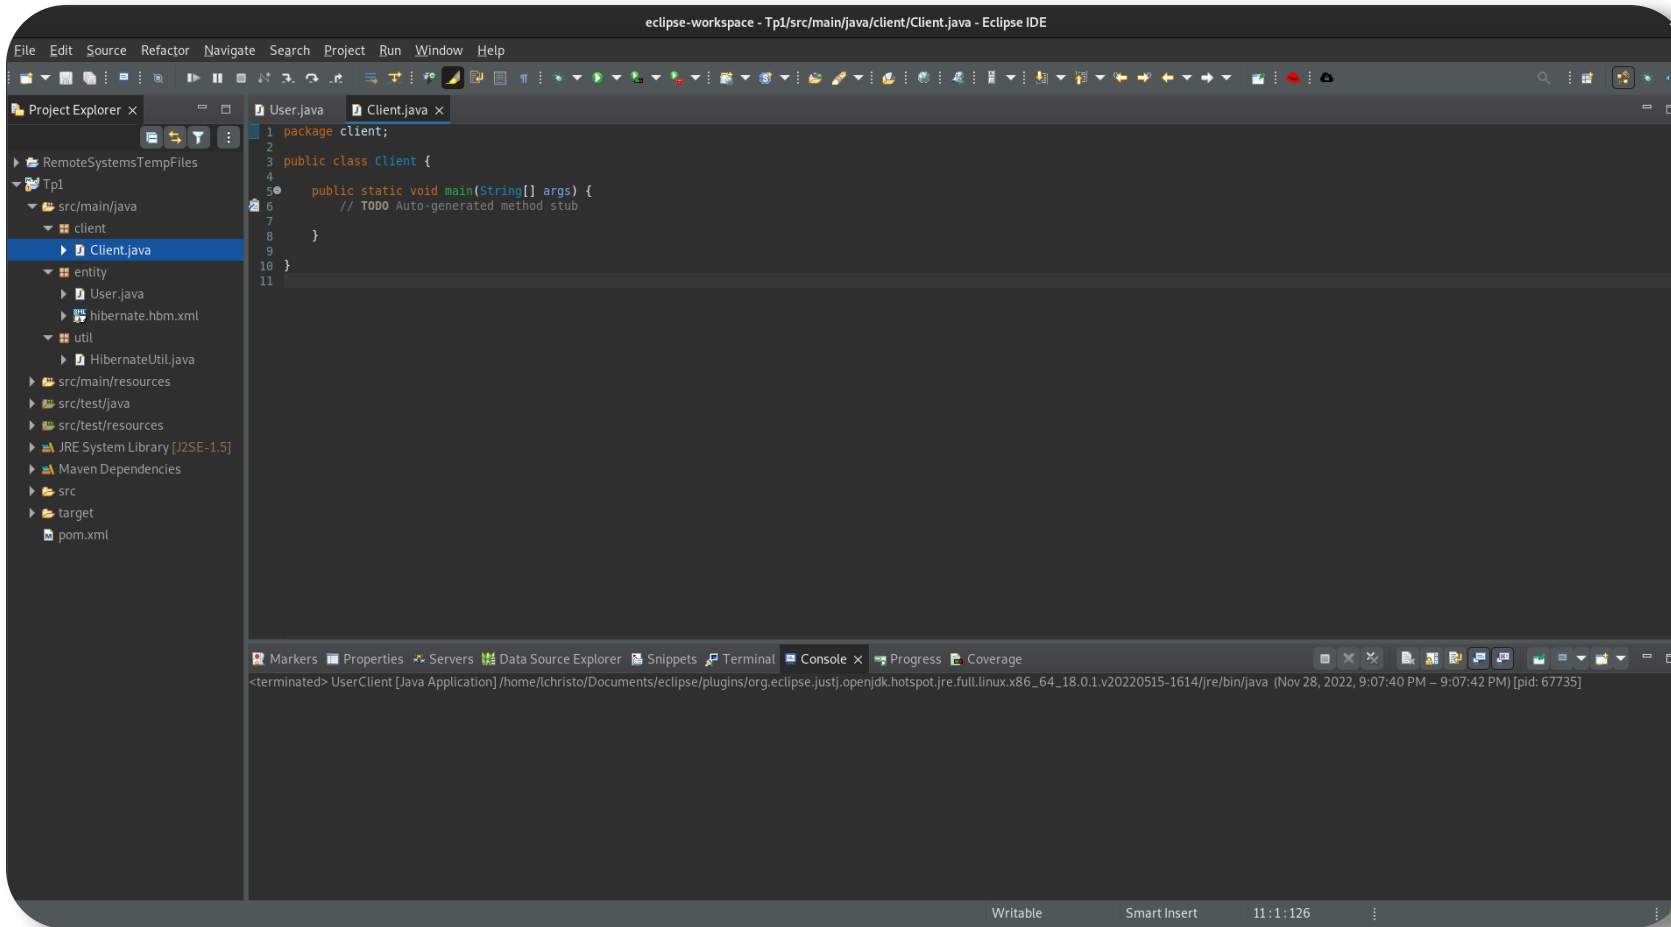 eclipse-workspace - Tp1/src/main/java/client/Client.java - Eclipse IDE
File Edit Source Refactor Navigate Search Project Run Window Help
Project Explorer
RemoteSystemsTempFiles
Tp1
src/main/java
client
Client.java
entity
User.java
hibernate.hbm.xml
util
HibernateUtil.java
src/main/resources
src/test/java
src/test/resources
JRE System Library [J2SE-1.5]
Maven Dependencies
src
target
pom.xml
User.java Client.java
1 package client;
2
3 public class Client {
4
5 public static void main(String[] args) {
6 // TODO Auto-generated method stub
7
8 }
9
10 }
11
Markers Properties Servers Data Source Explorer Snippets Terminal Console Progress Coverage
<terminated> UserClient [Java Application] /home/lchristo/Documents/eclipse/plugins/org.eclipse.justj.openjdk.hotspot.jre.full.linux.x86_64_18.0.1.v20220515-1614/jre/bin/java (Nov 28, 2022, 9:07:40 PM – 9:07:42 PM) [pid: 67735]
Writable Smart Insert 11:1:126